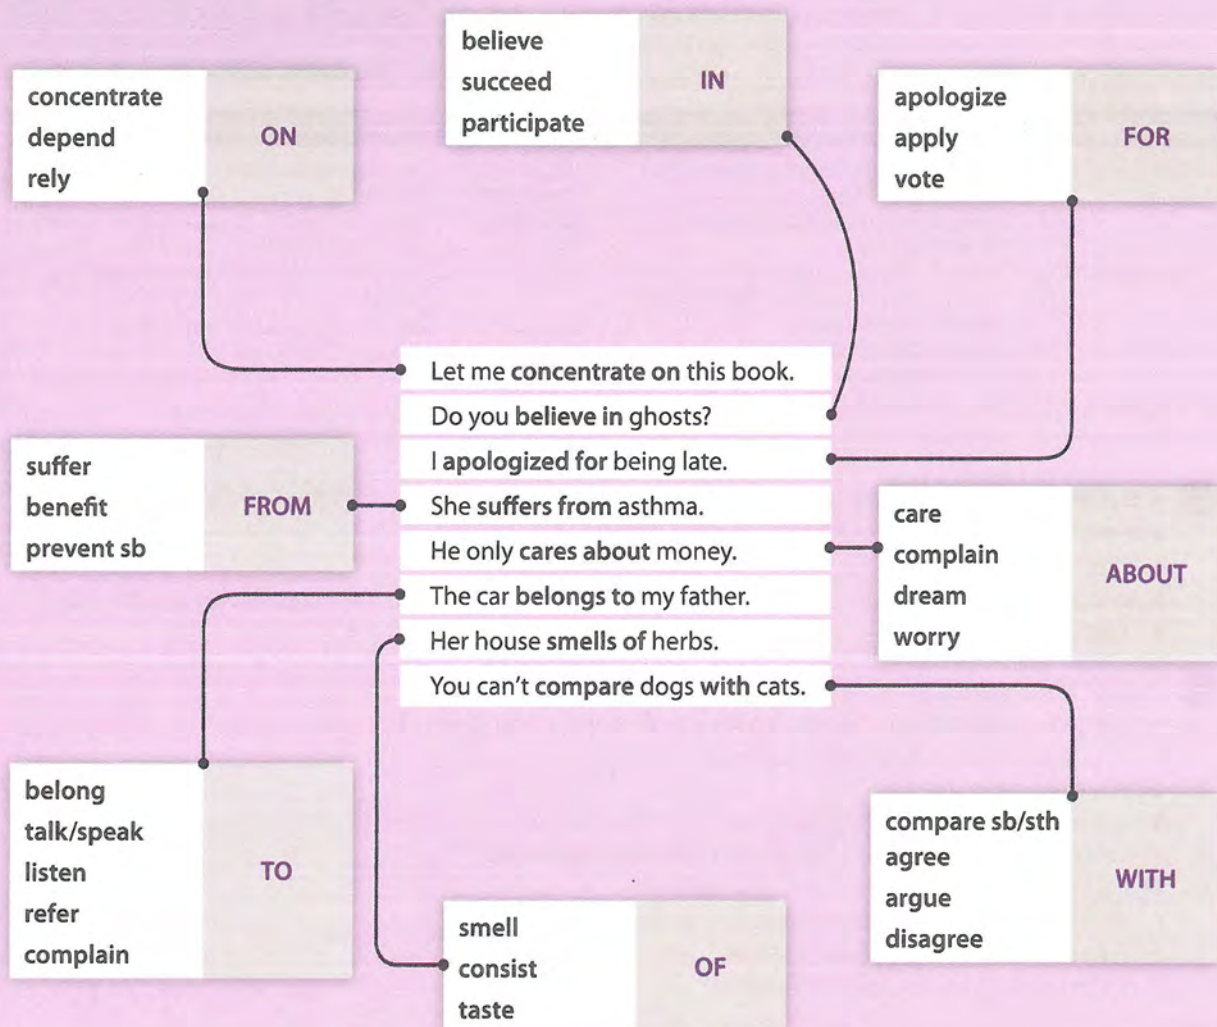 believe
succeed
participate
IN
concentrate
depend
rely
ON
apologize
apply
vote
FOR
Let me concentrate on this book.
Do you believe in ghosts?
I apologized for being late.
She suffers from asthma.
He only cares about money.
The car belongs to my father.
Her house smells of herbs.
You can't compare dogs with cats.
suffer
benefit
prevent sb
FROM
care
complain
dream
worry
ABOUT
belong
talk/speak
listen
refer
complain
TO
smell
consist
taste
OF
compare sb/sth
agree
argue
disagree
WITH